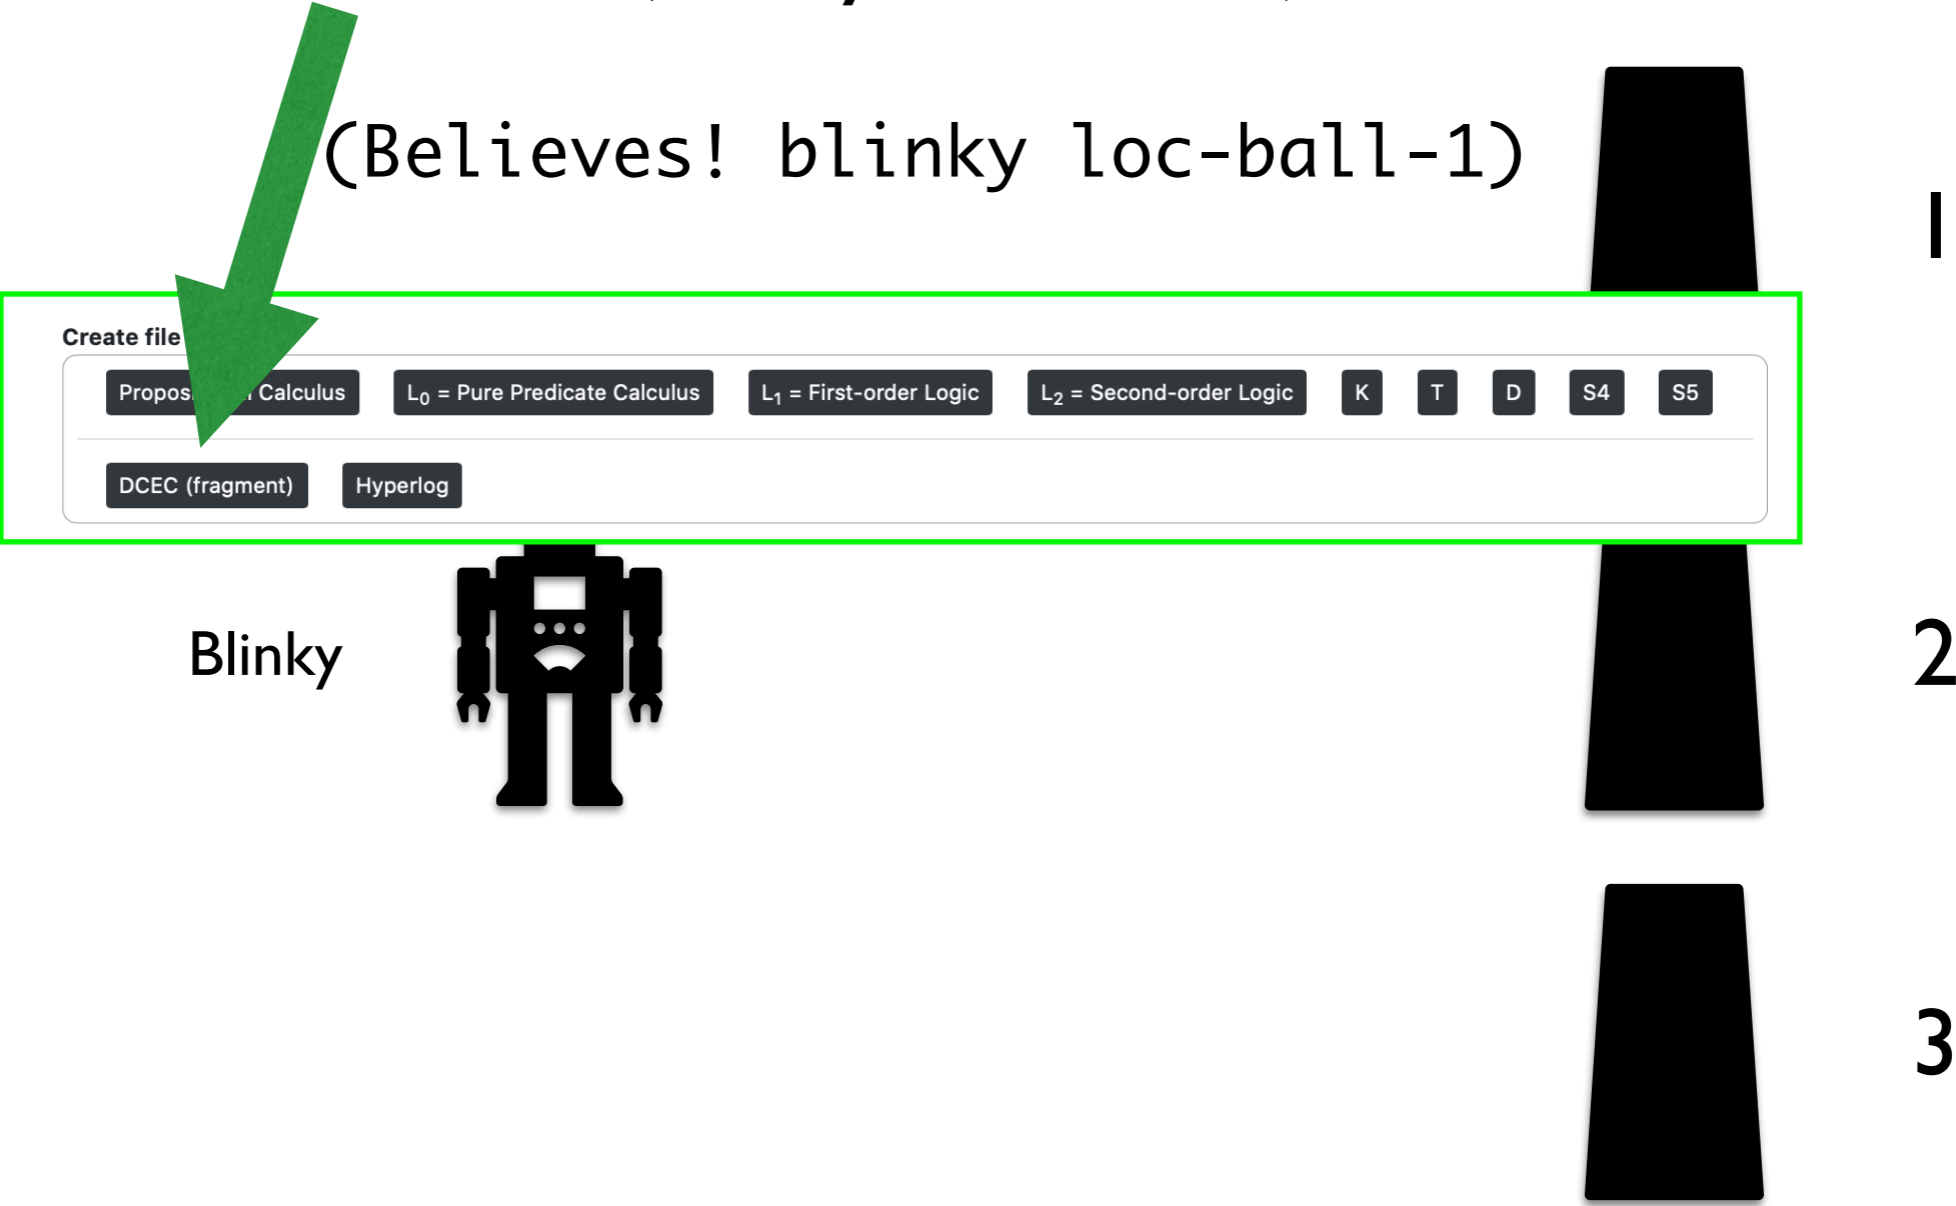 (Believes! blinky loc-ball-1)
1
Create file
Calculus L₀ = Pure Predicate Calculus L₁ = First-order Logic L₂ = Second-order Logic K T D S4 S5
DCEC (fragment) Hyperlog
Blinky
2
3